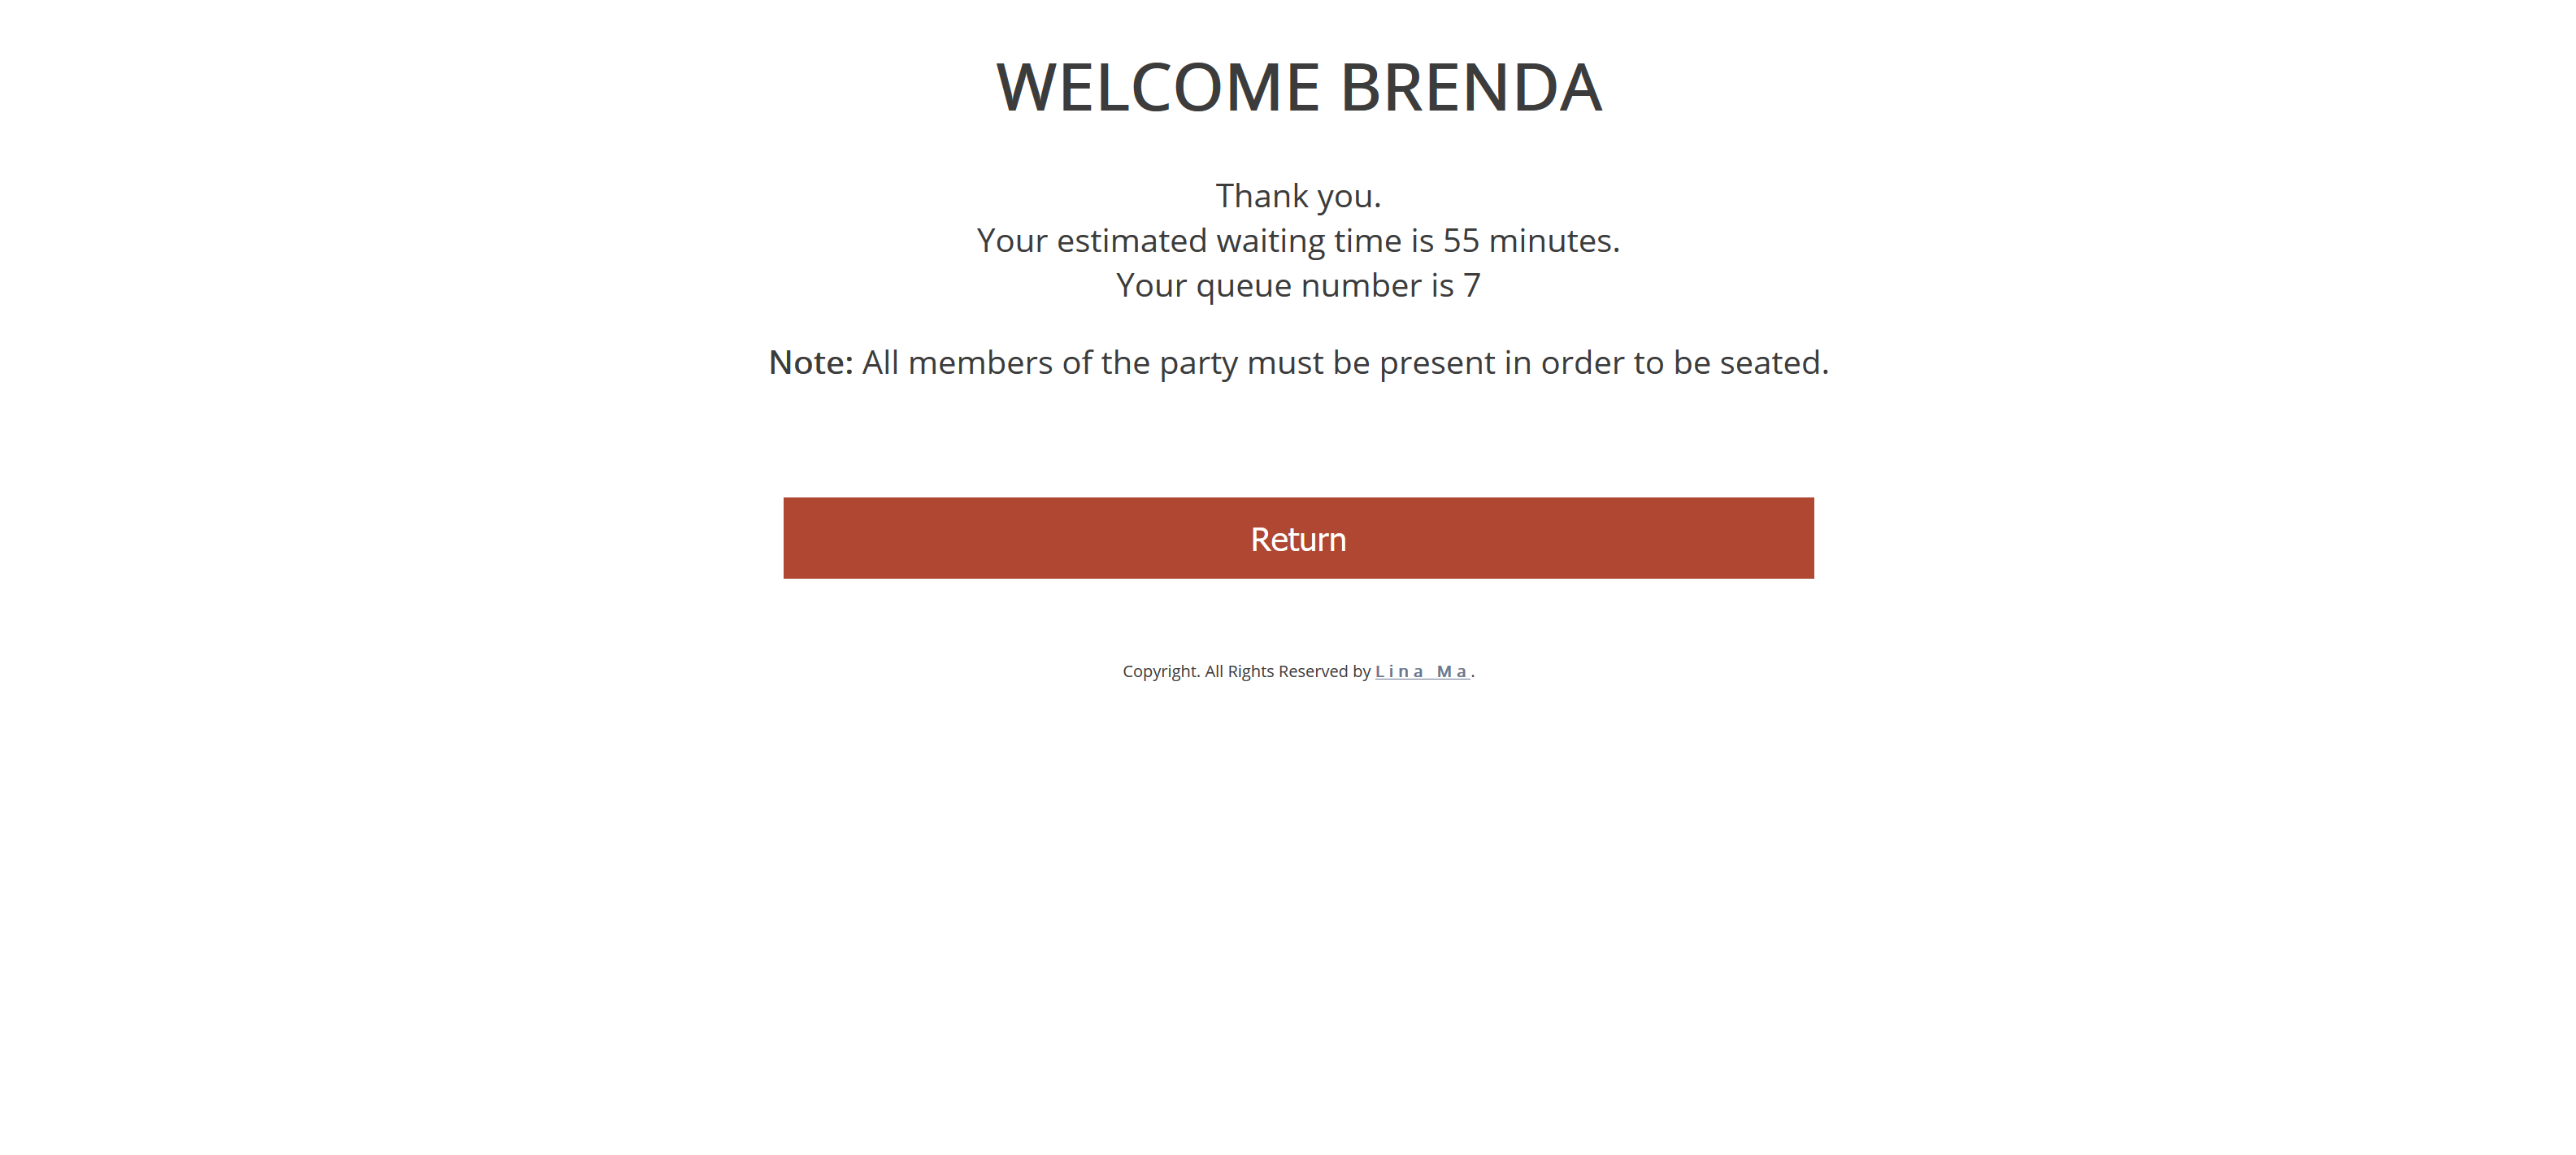 WELCOME BRENDA
Thank you.
Your estimated waiting time is 55 minutes.
Your queue number is 7
Note: All members of the party must be present in order to be seated.
Return
Copyright. All Rights Reserved by Lina Ma.